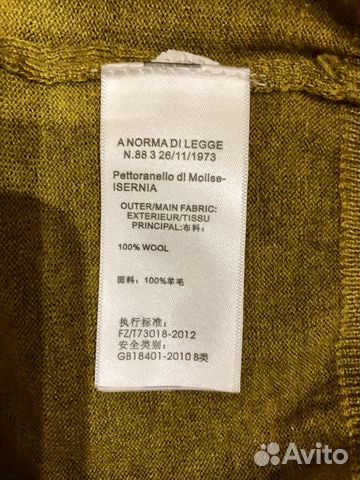 A NORMA DI LEGGE
N.88 3 26/11/1973
Pettoranello di Molise-
ISERNIA
OUTER/MAIN FABRIC:
EXTERIEUR/TISSU
PRINCIPAL:布料:
100% WOOL
面料: 100%羊毛
执行标准:
FZ/T73018-2012
安全类别:
GB18401-2010 B类
Avito